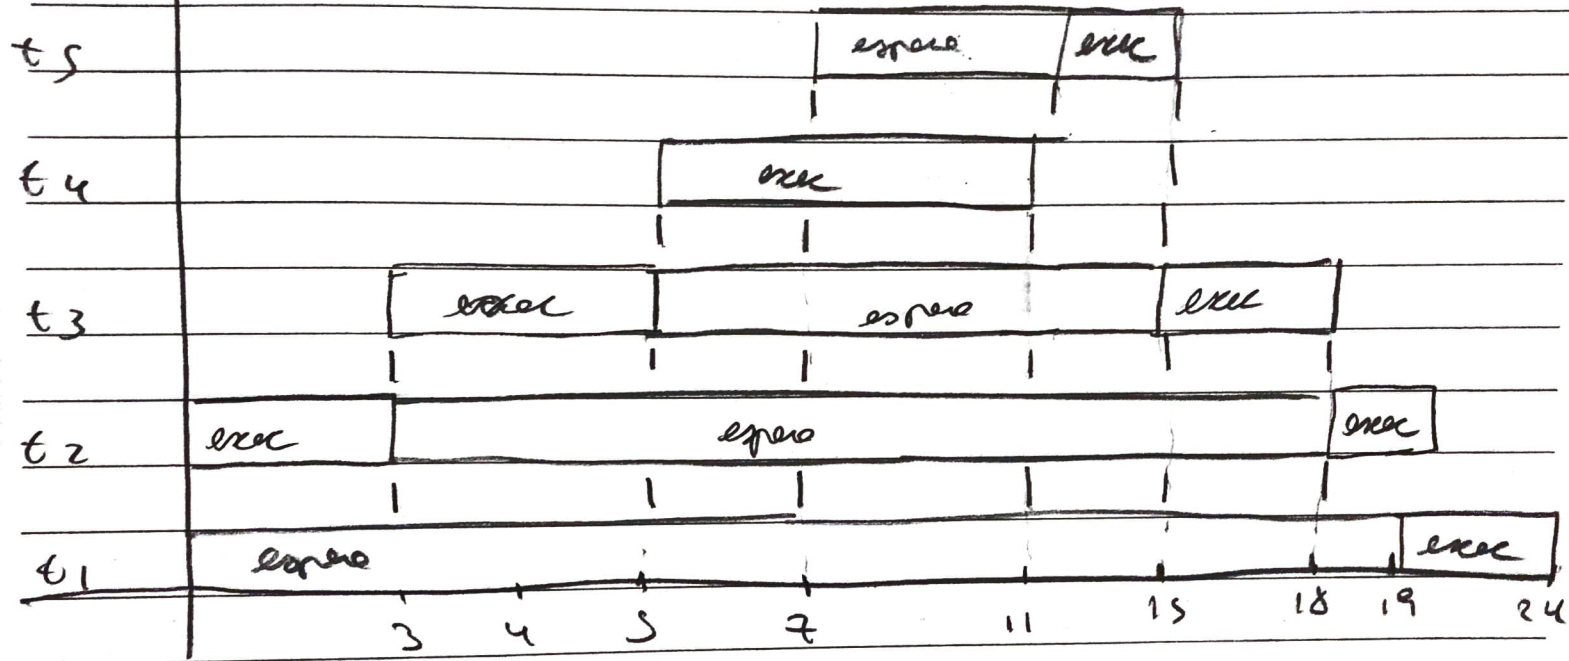 t5 espera exec
t4 exec
t3 exec espera exec
t2 exec espera exec
t1 espera exec
3 4 5 7 11 15 18 19 24